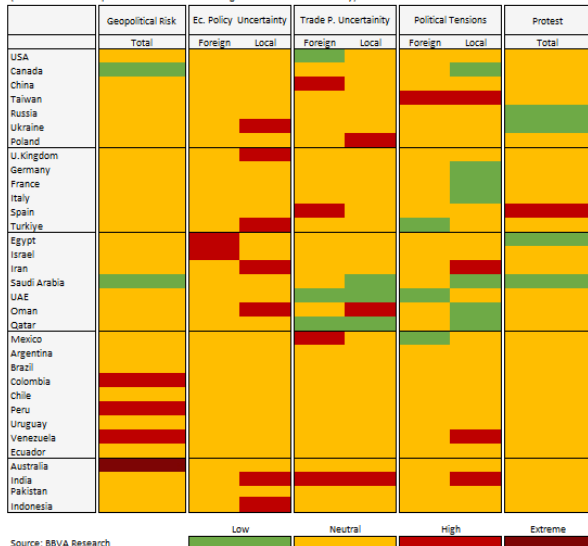 Geopolitical Risk Ec. Policy Uncertainty Trade P. Uncertainty Political Tensions Protest
Total Foreign Local Foreign Local Foreign Local Total
USA
Canada
China
Taiwan
Russia
Ukraine
Poland
U.Kingdom
Germany
France
Italy
Spain
Turkiye
Egypt
Israel
Iran
Saudi Arabia
UAE
Oman
Qatar
Mexico
Argentina
Brazil
Colombia
Chile
Peru
Uruguay
Venezuela
Ecuador
Australia
India
Pakistan
Indonesia
Low Neutral High Extreme
Source: BBVA Research